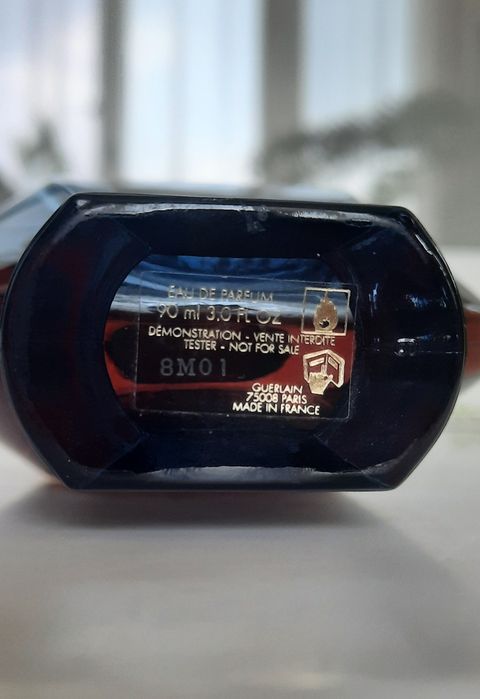 EAU DE PARFUM
90 ml 3.0 FL OZ
DÉMONSTRATION - VENTE INTERDITE
TESTER - NOT FOR SALE
8M01
GUERLAIN
75008 PARIS
MADE IN FRANCE